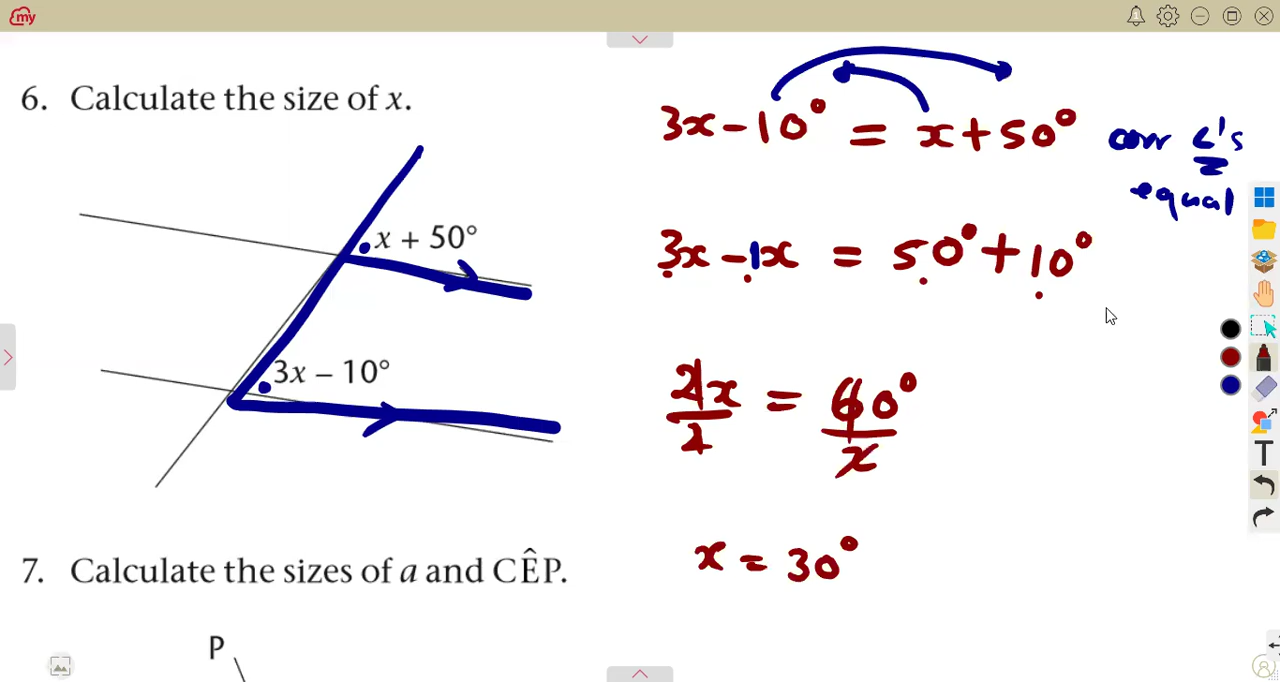 my
6. Calculate the size of x.
x + 50°
3x – 10°
3x - 10° = x + 50°
corr ∠'s
equal
3x - 1x = 50° + 10°
2x/2 = 60°/2
x = 30°
7. Calculate the sizes of a and CÊP.
P
T